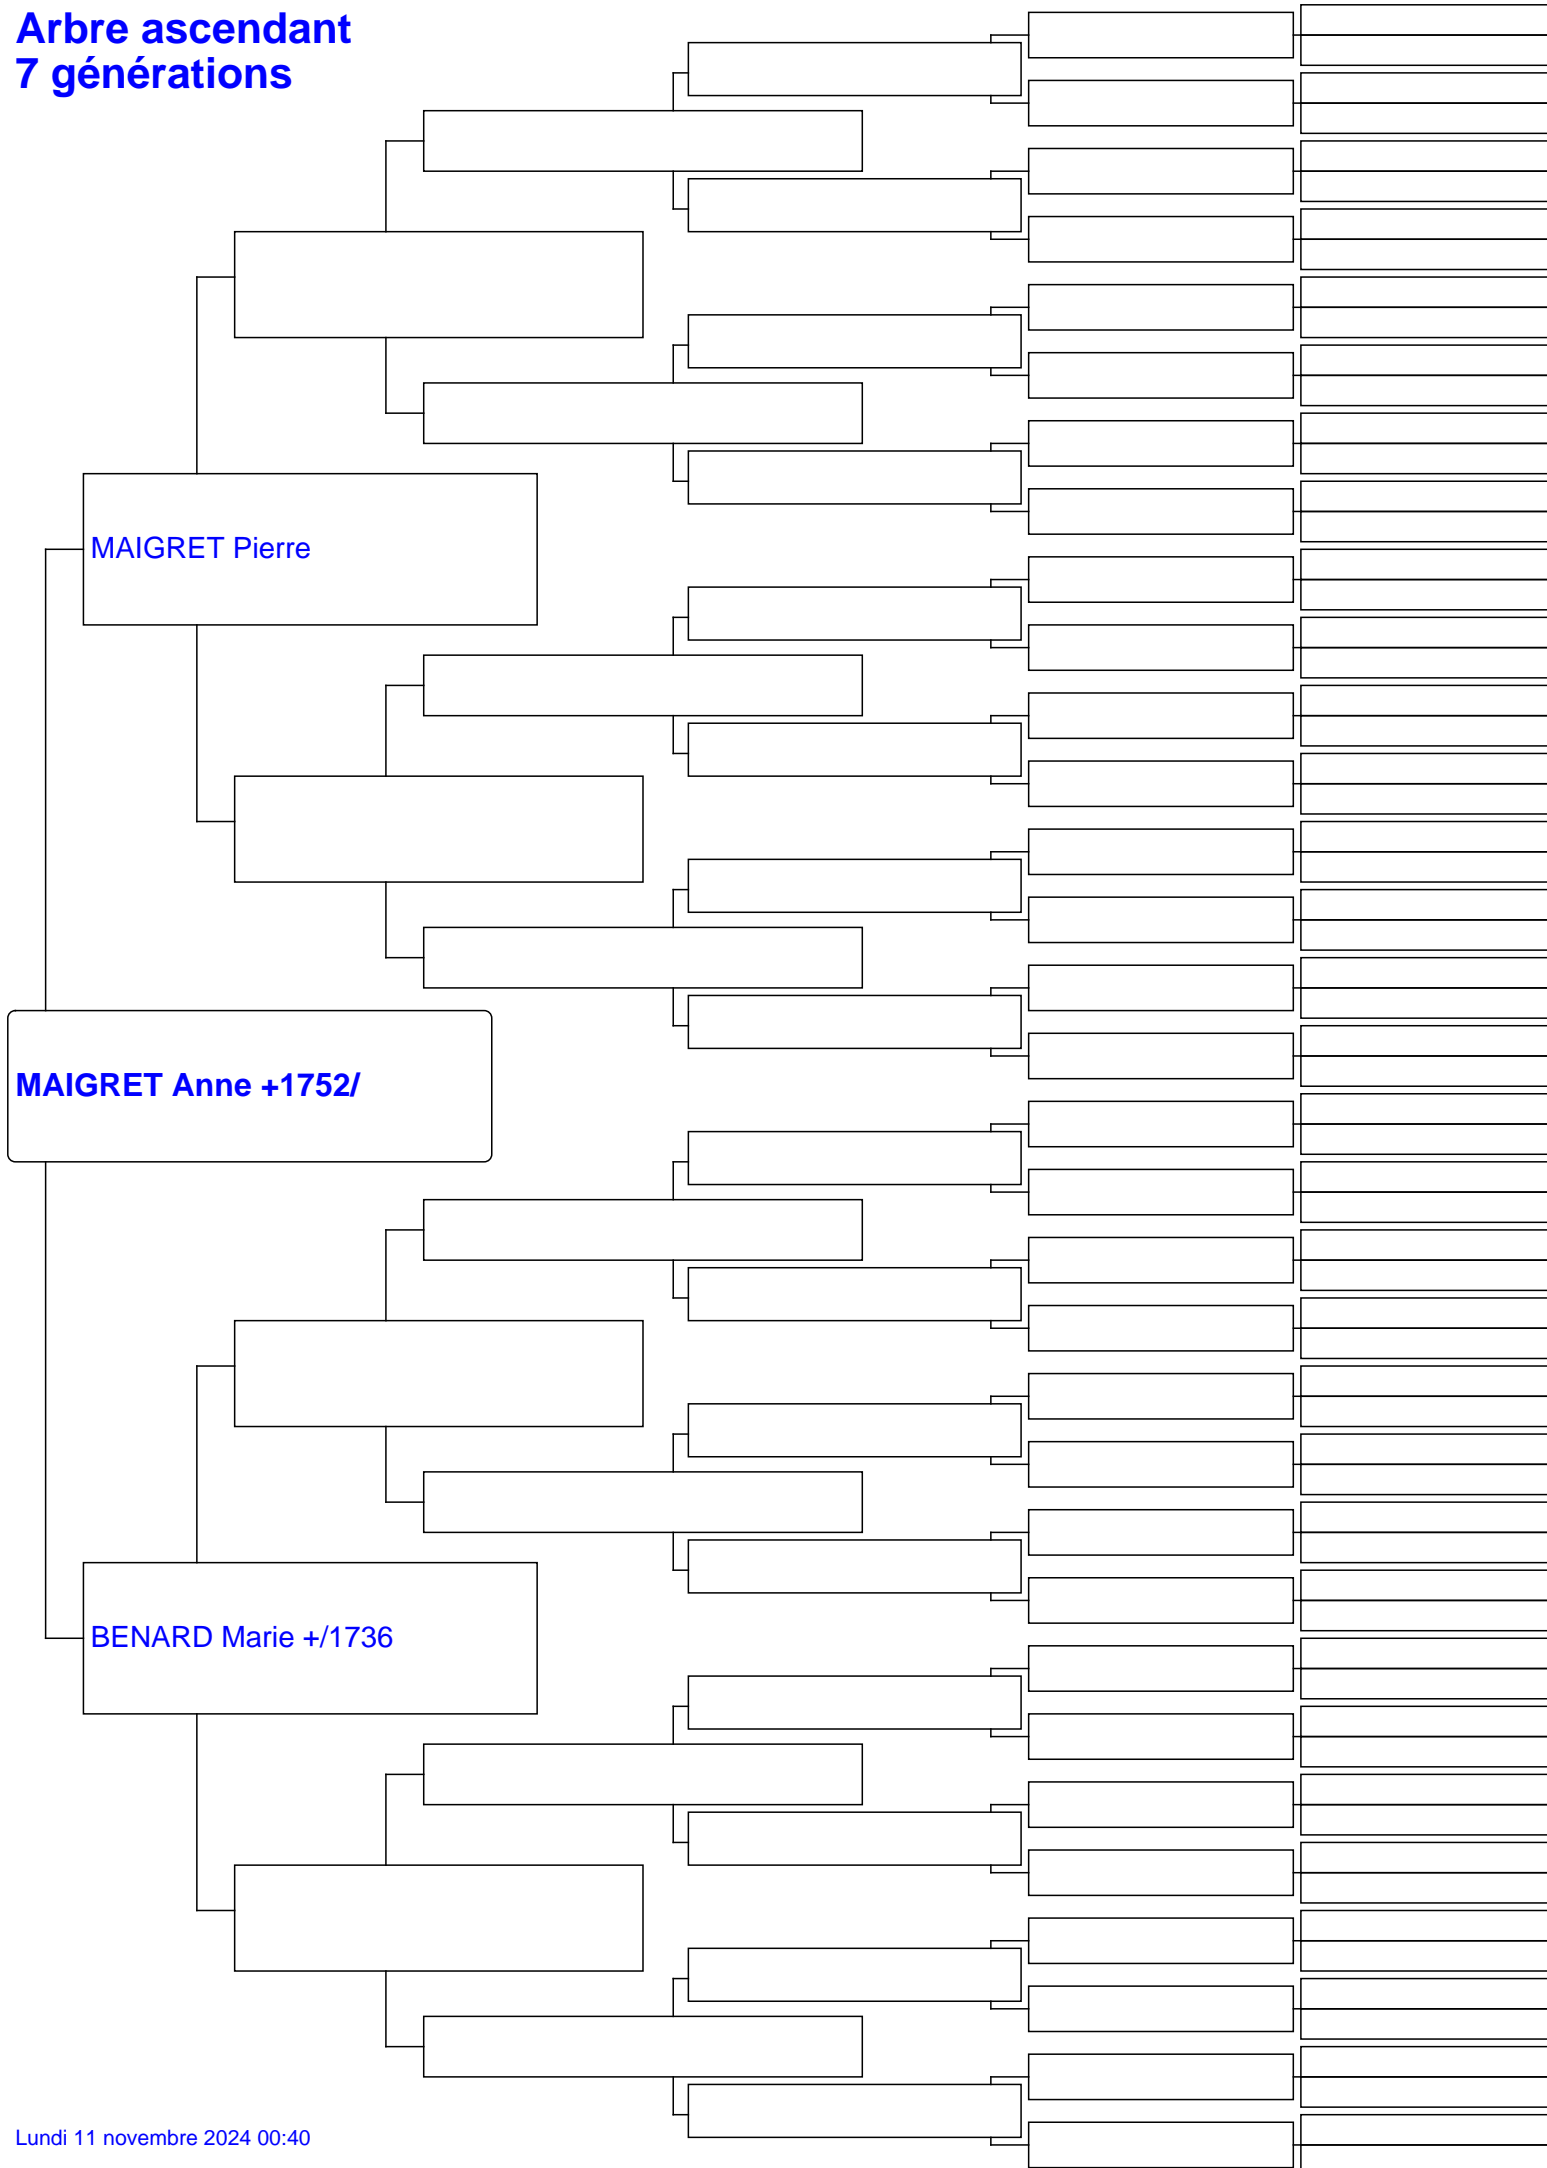 Arbre ascendant
7 générations
MAIGRET Pierre
MAIGRET Anne +1752/
BENARD Marie +/1736
Lundi 11 novembre 2024 00:40